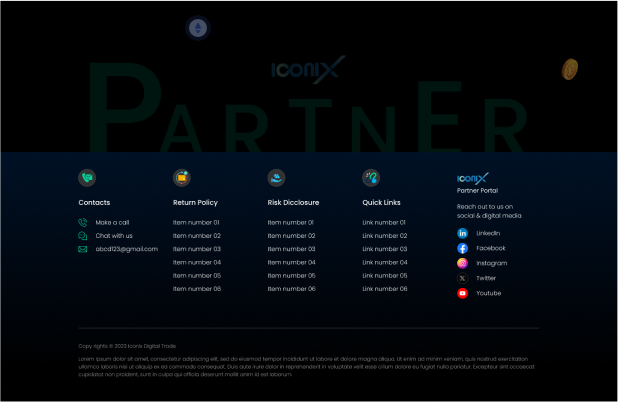 ICONIX
PARTNER
Contacts
Make a call
Chat with us
abcd123@gmail.com
Return Policy
Item number 01
Item number 02
Item number 03
Item number 04
Item number 05
Item number 06
Risk Dicclosure
Item number 01
Item number 02
Item number 03
Item number 04
Item number 05
Item number 06
Quick Links
Link number 01
Link number 02
Link number 03
Link number 04
Link number 05
Link number 06
ICONIX
Partner Portal
Reach out to us on
social & digital media
LinkedIn
Facebook
Instagram
Twitter
Youtube
Copy rights © 2023 Iconix Digital Trade
Lorem ipsum dolor sit amet, consectetur adipiscing elit, sed do eiusmod tempor incididunt ut labore et dolore magna aliqua. Ut enim ad minim veniam, quis nostrud exercitation
ullamco laboris nisi ut aliquip ex ea commodo consequat. Duis aute irure dolor in reprehenderit in voluptate velit esse cillum dolore eu fugiat nulla pariatur. Excepteur sint occaecat
cupidatat non proident, sunt in culpa qui officia deserunt mollit anim id est laborum.